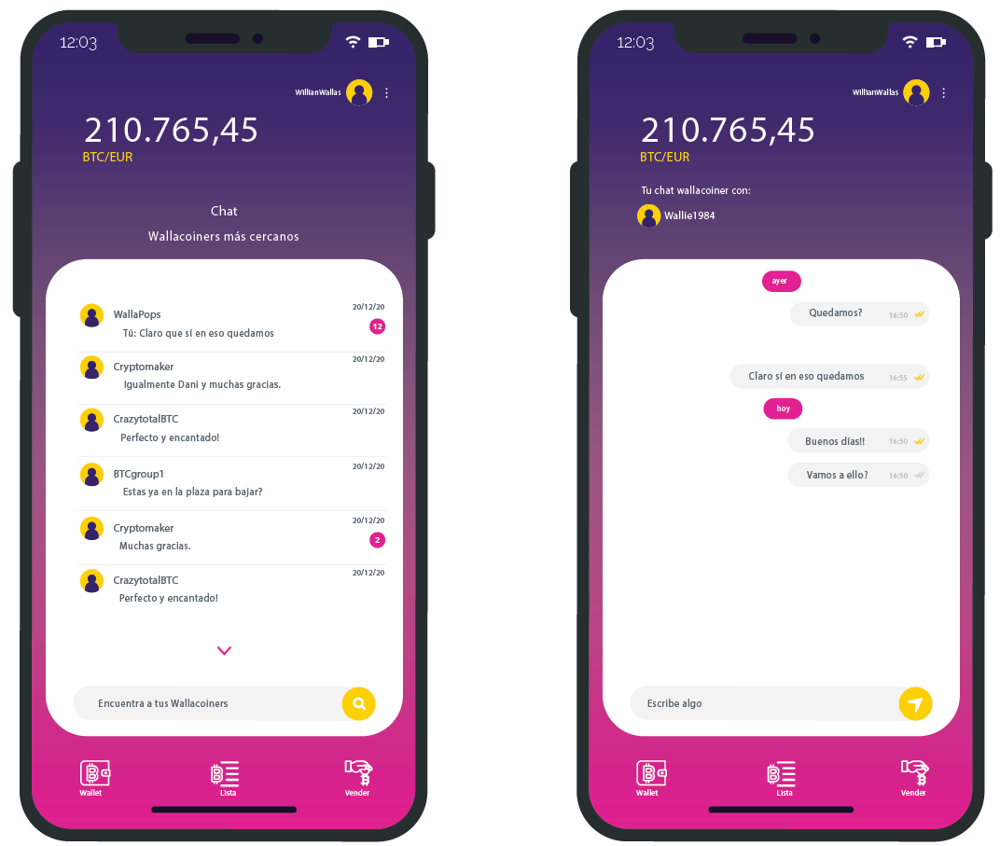 12:03
WillianWallas
210.765,45
BTC/EUR
Chat
Wallacoiners más cercanos
20/12/20
WallaPops
12
Tú: Claro que sí en eso quedamos
20/12/20
Cryptomaker
Igualmente Dani y muchas gracias.
20/12/20
CrazytotalBTC
Perfecto y encantado!
20/12/20
BTCgroup1
Estas ya en la plaza para bajar?
20/12/20
Cryptomaker
2
Muchas gracias.
20/12/20
CrazytotalBTC
Perfecto y encantado!
Encuentra a tus Wallacoiners
Wallet
Lista
Vender
12:03
WillianWallas
210.765,45
BTC/EUR
Tu chat wallacoiner con:
Wallie1984
ayer
Quedamos? 16:50
Claro sí en eso quedamos 16:55
hoy
Buenos días!! 16:50
Vamos a ello? 16:50
Escribe algo
Wallet
Lista
Vender